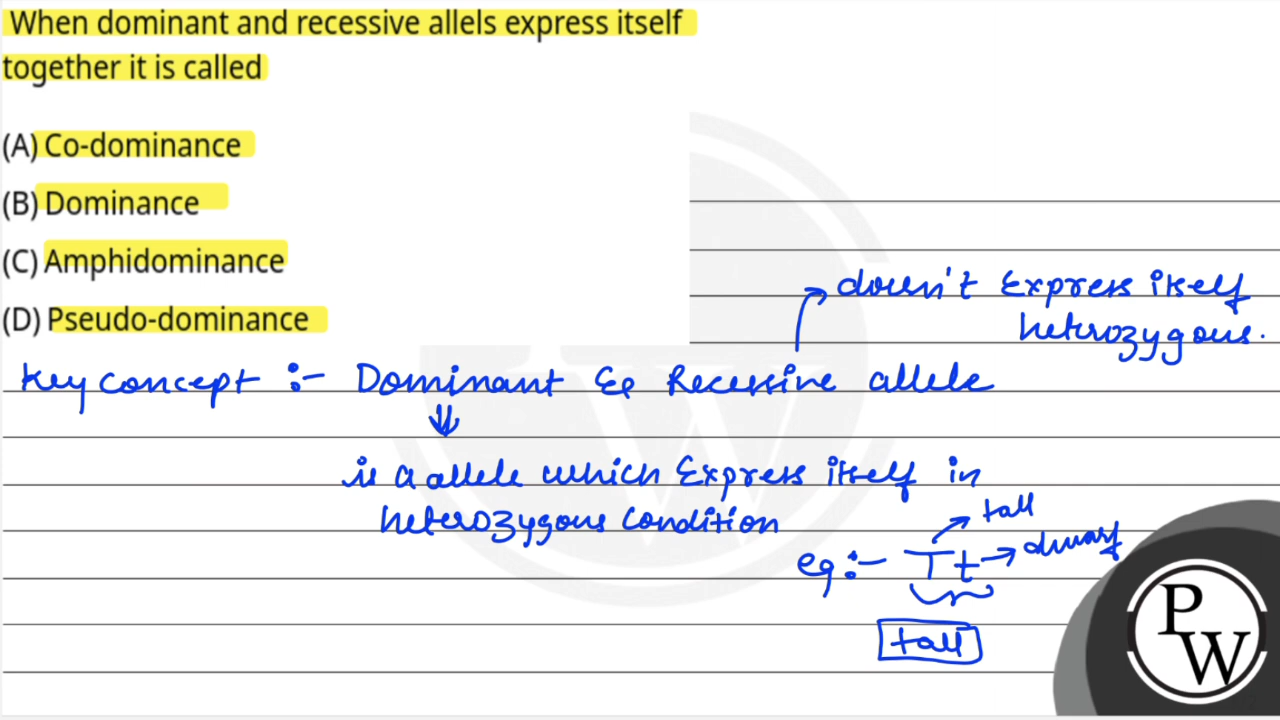 When dominant and recessive allels express itself
together it is called
(A) Co-dominance
(B) Dominance
(C) Amphidominance
(D) Pseudo-dominance
doesn't Express itself
heterozygous.
Key concept :- Dominant & Recessive allele
is a allele which Express itself in
heterozygous condition
tall
eg :- Tt dwarf
tall
P
W